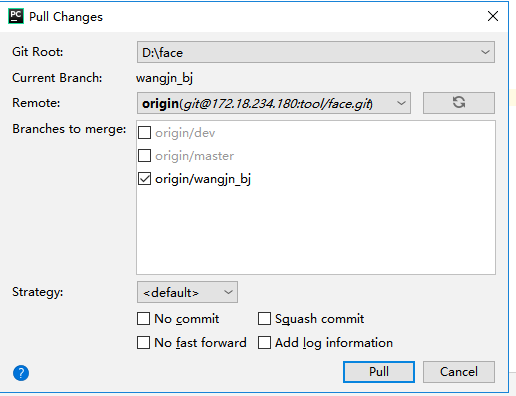 PC Pull Changes
Git Root: D:\face
Current Branch: wangjn_bj
Remote: origin(git@172.18.234.180:tool/face.git)
Branches to merge: origin/dev
origin/master
origin/wangjn_bj
Strategy: <default>
No commit Squash commit
No fast forward Add log information
? Pull Cancel